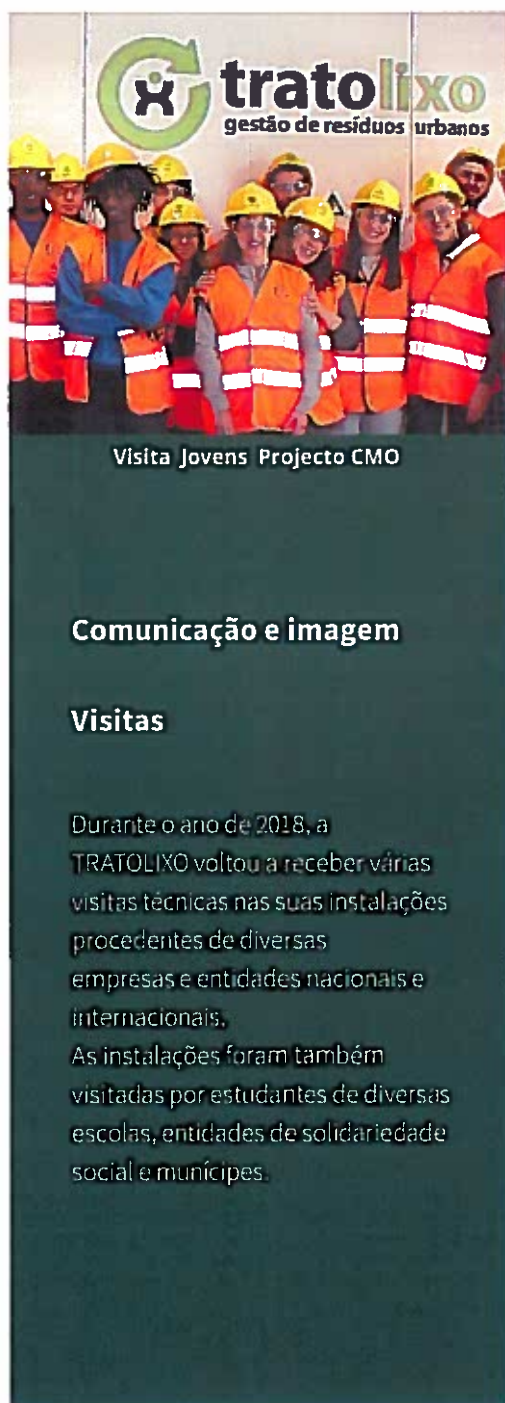 tratolixo
gestão de resíduos urbanos
Visita Jovens Projecto CMO
Comunicação e imagem
Visitas
Durante o ano de 2018, a
TRATOLIXO voltou a receber várias
visitas técnicas nas suas instalações
procedentes de diversas
empresas e entidades nacionais e
internacionais.
As instalações foram também
visitadas por estudantes de diversas
escolas, entidades de solidariedade
social e munícipes.